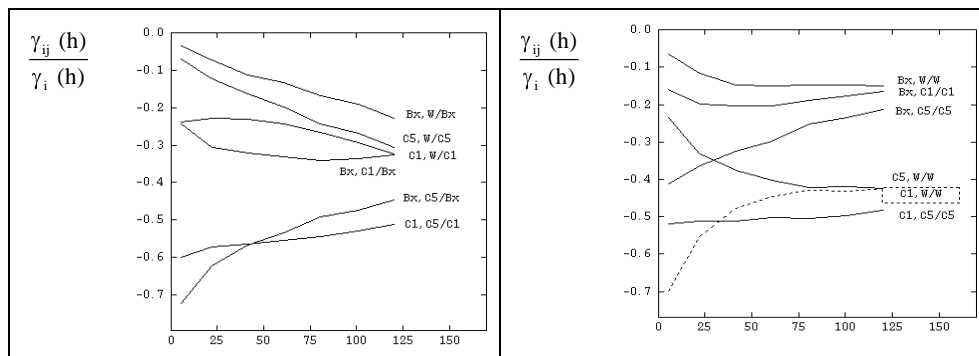 γij (h)
γi (h)
0.0
-0.1
-0.2
-0.3
-0.4
-0.5
-0.6
-0.7
0 25 50 75 100 125 150
Bx,W/Bx
C5,W/C5
C1,W/C1
Bx,C1/Bx
Bx,C5/Bx
C1,C5/C1
γij (h)
γi (h)
0.0
-0.1
-0.2
-0.3
-0.4
-0.5
-0.6
-0.7
0 25 50 75 100 125 150
Bx,W/W
Bx,C1/C1
Bx,C5/C5
C5,W/W
C1,W/W
C1,C5/C5